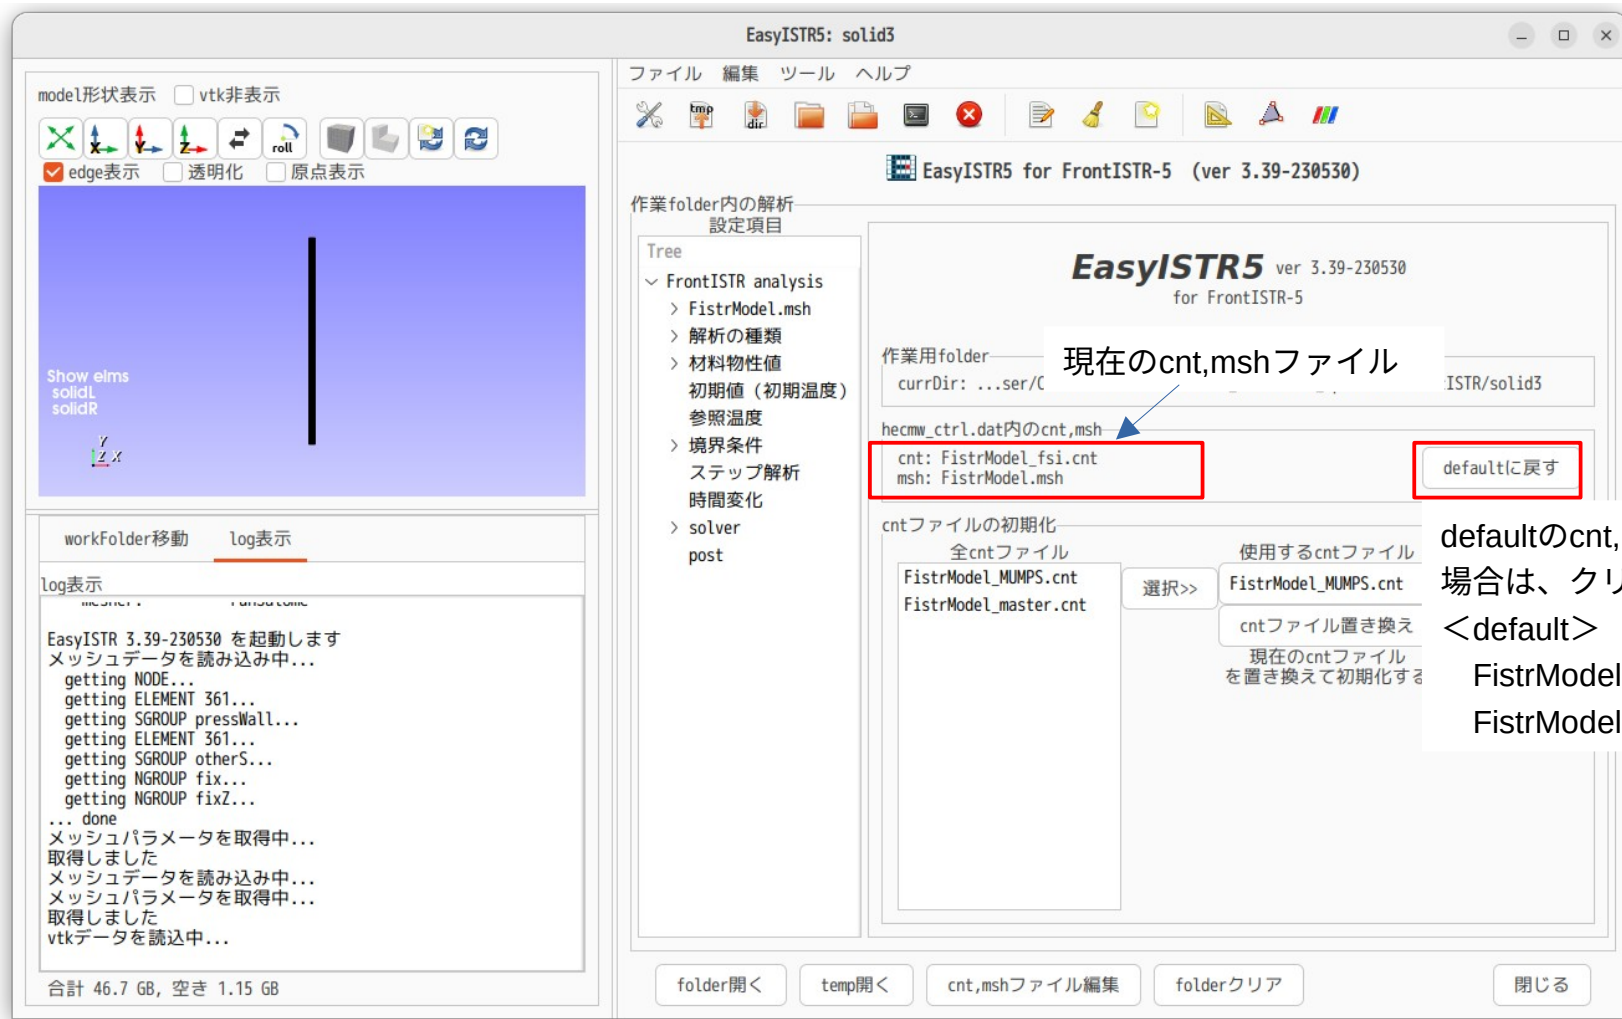 EasyISTR5: solid3
model形状表示 vtk非表示
roll
edge表示 透明化 原点表示
Show elms
solidL
solidR
Y
Z X
workFolder移動 log表示
log表示
EasyISTR 3.39-230530 を起動します
メッシュデータを読み込み中...
getting NODE...
getting ELEMENT 361...
getting SGROUP pressWall...
getting ELEMENT 361...
getting SGROUP otherS...
getting NGROUP fix...
getting NGROUP fixZ...
... done
メッシュパラメータを取得中...
取得しました
メッシュデータを読み込み中...
メッシュパラメータを取得中...
取得しました
vtkデータを読込中...
合計 46.7 GB, 空き 1.15 GB
ファイル 編集 ツール ヘルプ
tmp
dir
EasyISTR5 for FrontISTR-5 (ver 3.39-230530)
作業folder内の解析
設定項目
Tree
FrontISTR analysis
FistrModel.msh
解析の種類
材料物性値
初期値（初期温度）
参照温度
境界条件
ステップ解析
時間変化
solver
post
EasyISTR5 ver 3.39-230530
for FrontISTR-5
現在のcnt,mshファイル
作業用folder
currDir: ...ser/ ISTR/solid3
hecmw_ctrl.dat内のcnt,msh
cnt: FistrModel_fsi.cnt
msh: FistrModel.msh
defaultに戻す
cntファイルの初期化
全cntファイル
FistrModel_MUMPS.cnt
FistrModel_master.cnt
選択>>
使用するcntファイル
FistrModel_MUMPS.cnt
cntファイル置き換え
現在のcntファイル
を置き換えて初期化する
defaultのcnt,
場合は、クリ
＜default＞
FistrModel
FistrModel
folder開く temp開く cnt,mshファイル編集 folderクリア 閉じる